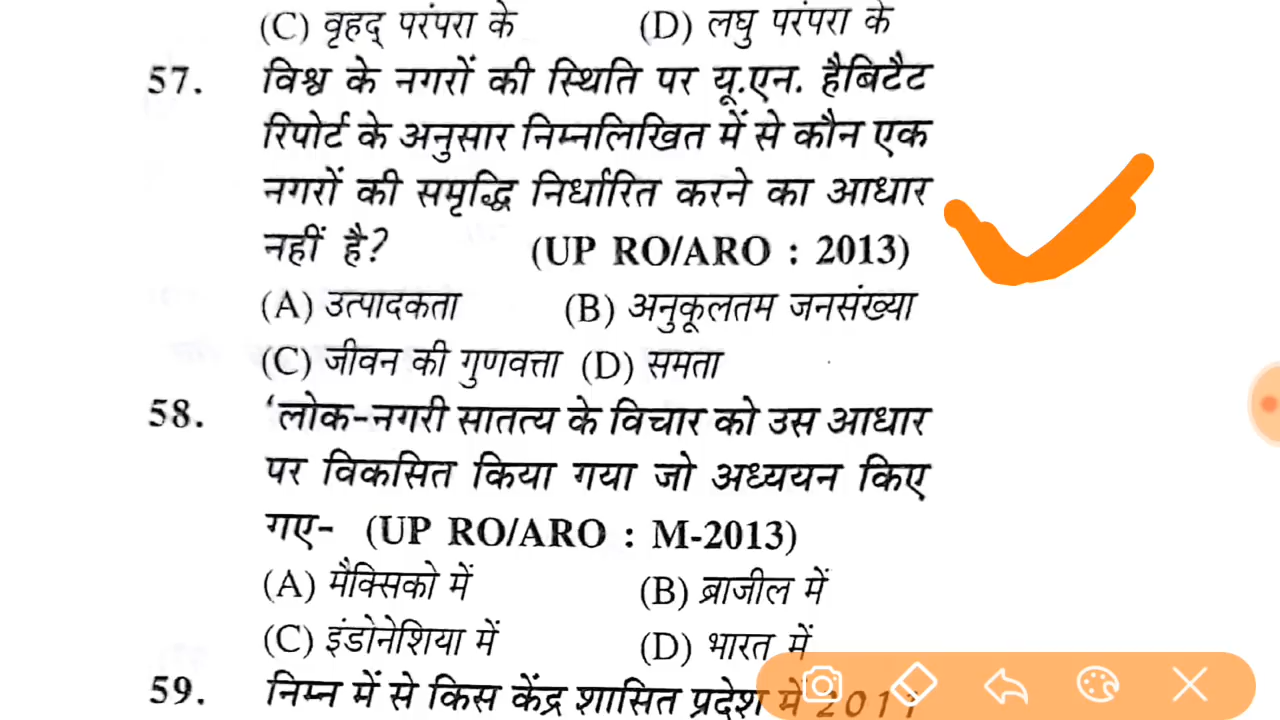 (C) वृहद् परंपरा के (D) लघु परंपरा के
57. विश्व के नगरों की स्थिति पर यू.एन. हैबिटैट
रिपोर्ट के अनुसार निम्नलिखित में से कौन एक
नगरों की समृद्धि निर्धारित करने का आधार
नहीं है? (UP RO/ARO : 2013)
(A) उत्पादकता (B) अनुकूलतम जनसंख्या
(C) जीवन की गुणवत्ता (D) समता
58. ‘लोक-नगरी सातत्य के विचार को उस आधार
पर विकसित किया गया जो अध्ययन किए
गए- (UP RO/ARO : M-2013)
(A) मैक्सिको में (B) ब्राजील में
(C) इंडोनेशिया में (D) भारत में
59. निम्न में से किस केंद्र शासित प्रदेश में 2011